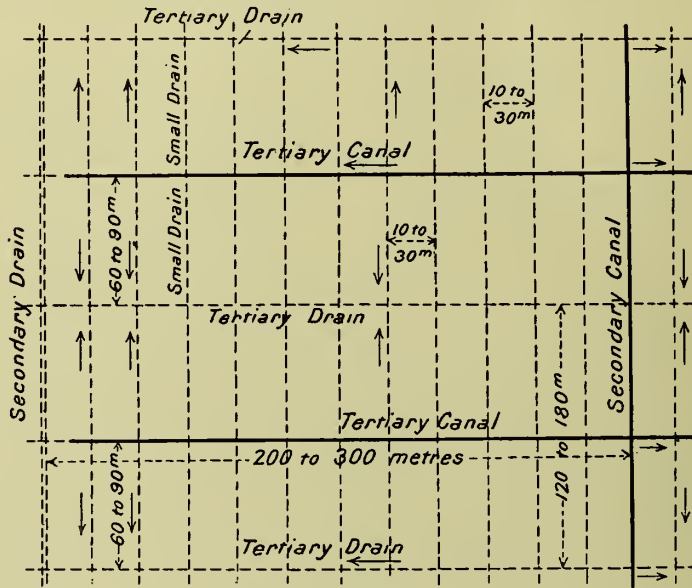 Tertiary Drain
Small Drain
10 to
30m
Tertiary Canal
60 to 90m
Small Drain
10 to
30m
Secondary Drain
Secondary Canal
Tertiary Drain
Tertiary Canal
120 to 180m
200 to 300 metres
60 to 90m
Tertiary Drain